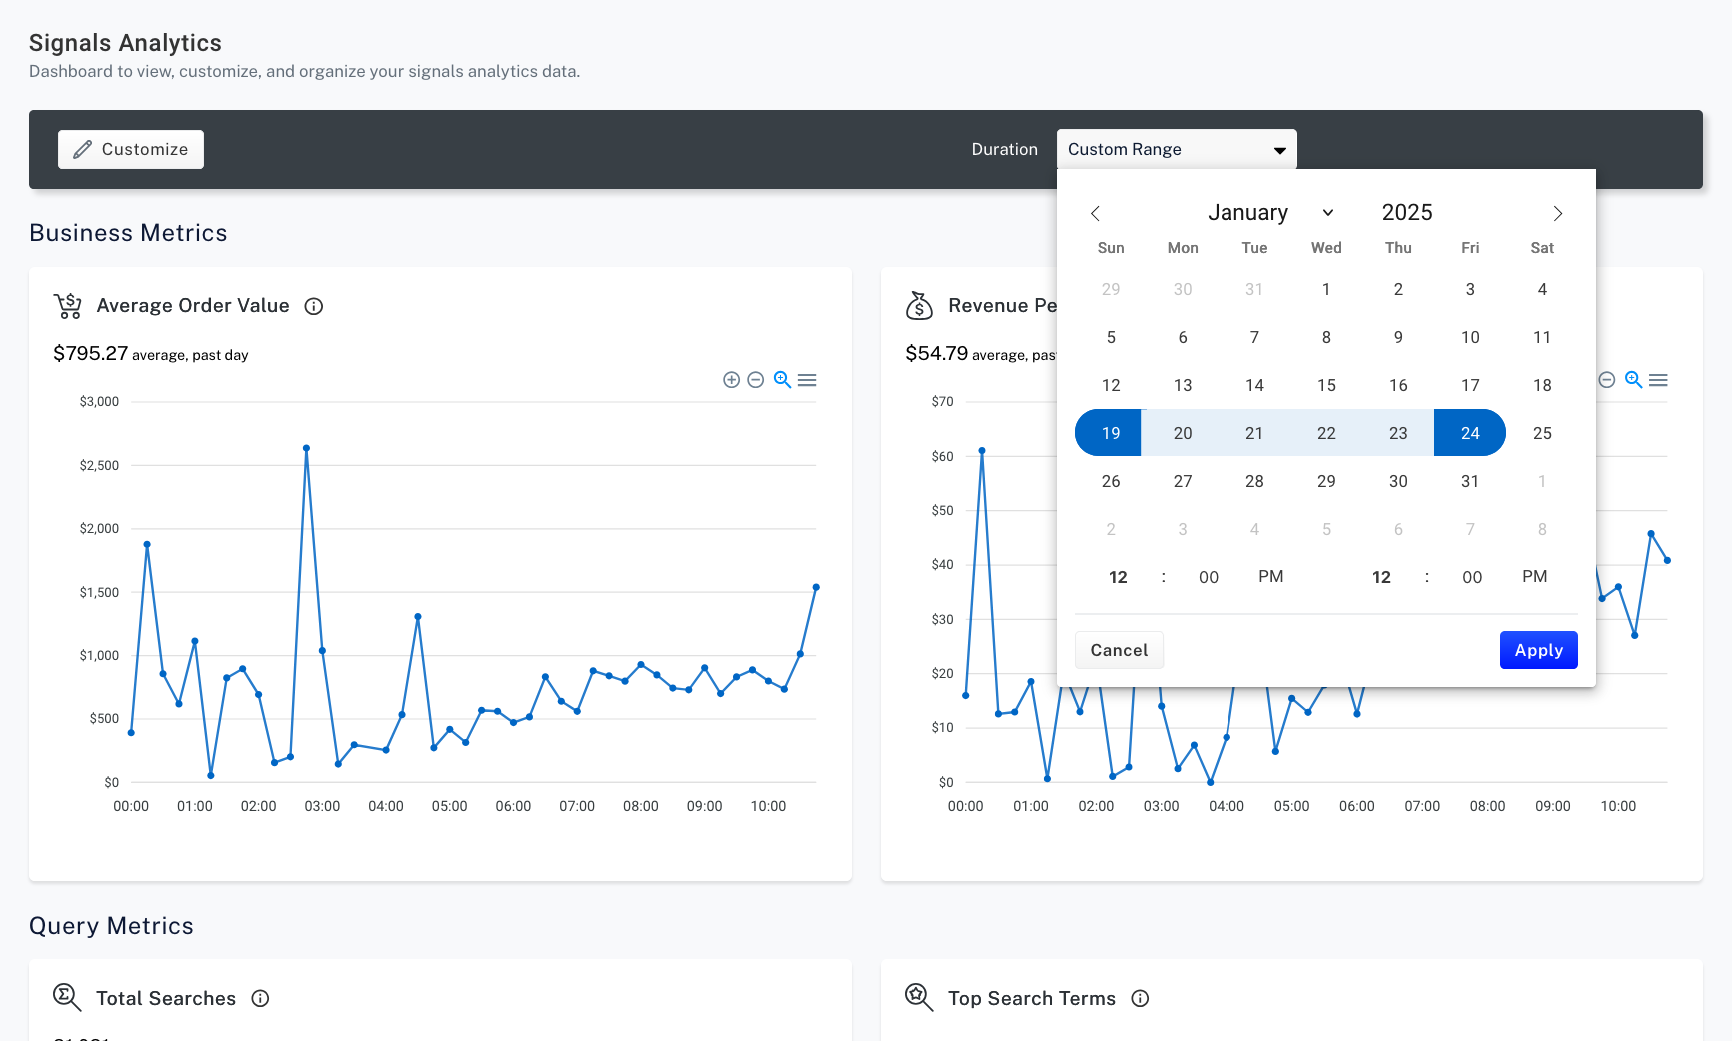 Signals Analytics
Dashboard to view, customize, and organize your signals analytics data.
Customize
Duration
Custom Range
Business Metrics
Average Order Value
$795.27 average, past day
$3,000
$2,500
$2,000
$1,500
$1,000
$500
$0
00:00 01:00 02:00 03:00 04:00 05:00 06:00 07:00 08:00 09:00 10:00
Revenue Pe
$54.79 average, pas
$70
$60
$50
$40
$30
$20
$10
$0
00:00 01:00 02:00 03:00 04:00 05:00 06:00 07:00 08:00 09:00 10:00
January 2025
Sun Mon Tue Wed Thu Fri Sat
29 30 31 1 2 3 4
5 6 7 8 9 10 11
12 13 14 15 16 17 18
19 20 21 22 23 24 25
26 27 28 29 30 31 1
2 3 4 5 6 7 8
12 : 00 PM 12 : 00 PM
Cancel
Apply
Query Metrics
Total Searches
Top Search Terms